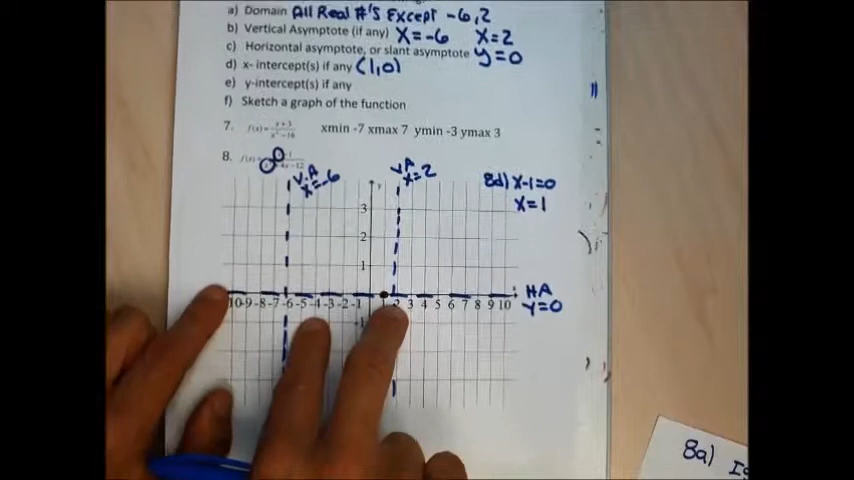 a) Domain All Real #'s Except -6,2
b) Vertical Asymptote (if any) X=-6 X=2
c) Horizontal asymptote, or slant asymptote y=0
d) x- intercept(s) if any (1,0)
e) y-intercept(s) if any
f) Sketch a graph of the function
7. xmin -7 xmax 7 ymin -3 ymax 3
8.
V.A X=-6
VA X=2
8d) X-1=0
X=1
y
3
2
1
HA
Y=0
10 -9 -8 -7 -6 -5 -4 -3 -2 -1 1 2 3 4 5 6 7 8 9 10
8a)